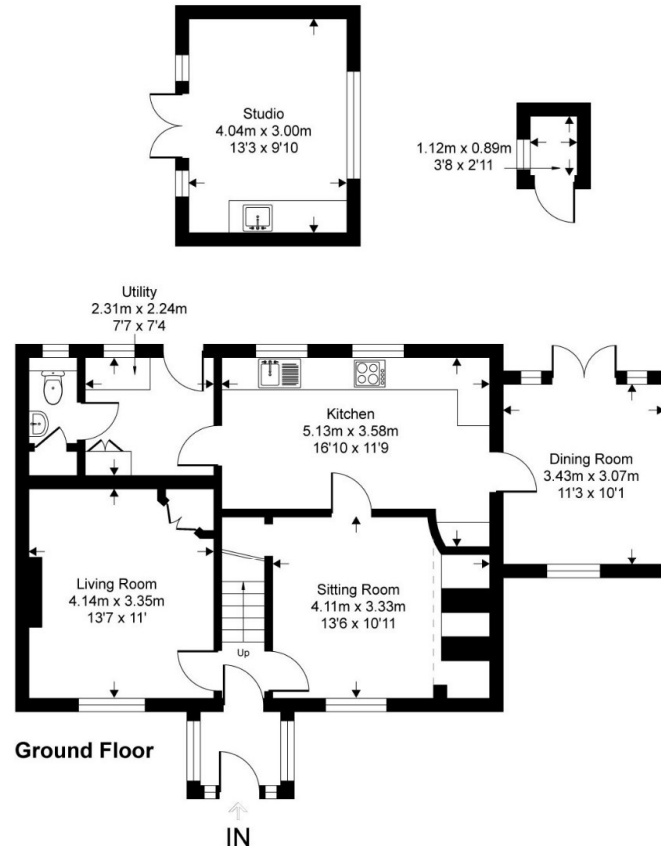 Studio
4.04m x 3.00m
13'3 x 9'10
1.12m x 0.89m
3'8 x 2'11
Utility
2.31m x 2.24m
7'7 x 7'4
Kitchen
5.13m x 3.58m
16'10 x 11'9
Dining Room
3.43m x 3.07m
11'3 x 10'1
Living Room
4.14m x 3.35m
13'7 x 11'
Sitting Room
4.11m x 3.33m
13'6 x 10'11
Up
Ground Floor
IN